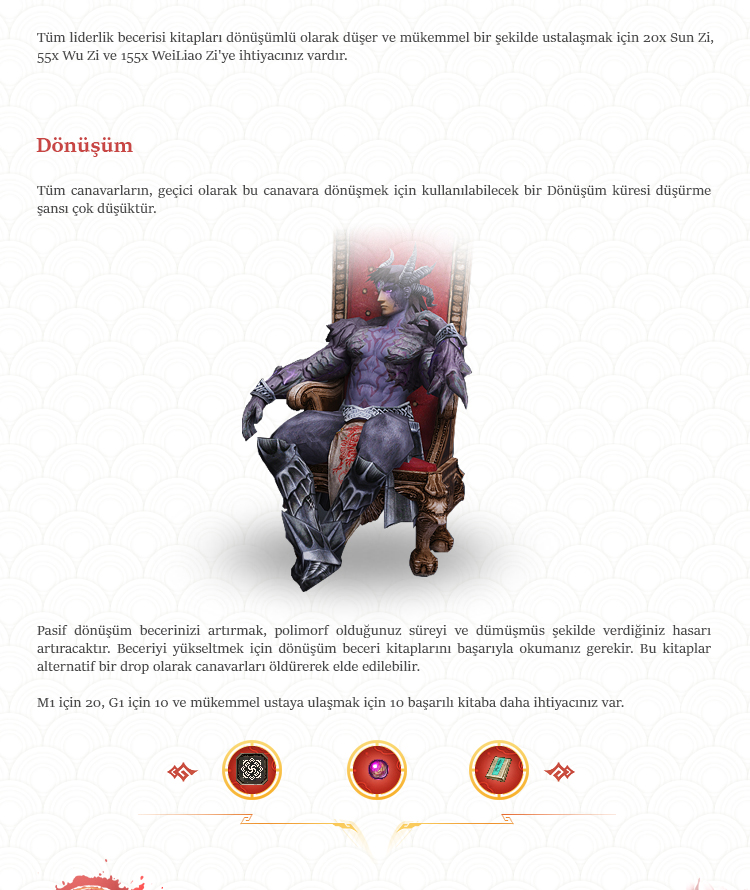 Tüm liderlik becerisi kitapları dönüşümlü olarak düşer ve mükemmel bir şekilde ustalaşmak için 20x Sun Zi,
55x Wu Zi ve 155x WeiLiao Zi'ye ihtiyacınız vardır.
Dönüşüm
Tüm canavarların, geçici olarak bu canavara dönüşmek için kullanılabilecek bir Dönüşüm küresi düşürme
şansı çok düşüktür.
Pasif dönüşüm becerinizi artırmak, polimorf olduğunuz süreyi ve dümüşmüs şekilde verdiğiniz hasarı
artıracaktır. Beceriyi yükseltmek için dönüşüm beceri kitaplarını başarıyla okumanız gerekir. Bu kitaplar
alternatif bir drop olarak canavarları öldürerek elde edilebilir.
M1 için 20, G1 için 10 ve mükemmel ustaya ulaşmak için 10 başarılı kitaba daha ihtiyacınız var.